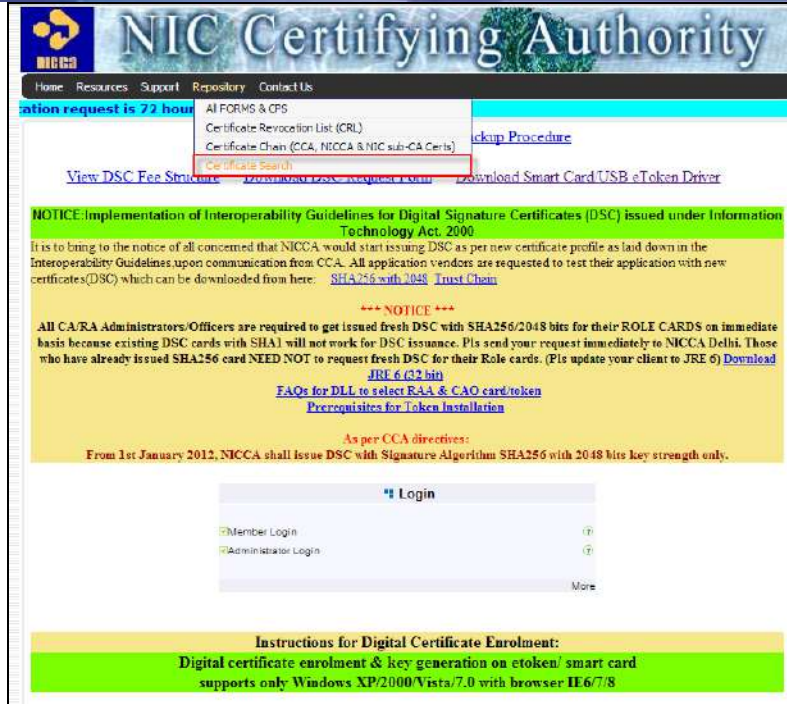 NICCA
NIC Certifying Authority
Home Resources Support Repository Contact Us
cation request is 72 hour
All FORMS & CPS
Certificate Revocation List (CRL)
Certificate Chain (CCA, NICCA & NIC sub-CA Certs)
Certificate Search
ackup Procedure
View DSC Fee Structure Download DSC Request Form Download Smart Card/USB eToken Driver
NOTICE:Implementation of Interoperability Guidelines for Digital Signature Certificates (DSC) issued under Information
Technology Act. 2000
It is to bring to the notice of all concerned that NICCA would start issuing DSC as per new certificate profile as laid down in the
Interoperability Guidelines,upon communication from CCA. All application vendors are requested to test their application with new
certficates(DSC) which can be downloaded from here: SHA256 with 2048 Trust Chain
*** NOTICE ***
All CA/RA Administrators/Officers are required to get issued fresh DSC with SHA256/2048 bits for their ROLE CARDS on immediate
basis because existing DSC cards with SHA1 will not work for DSC issuance. Pls send your request immediately to NICCA Delhi. Those
who have already issued SHA256 card NEED NOT to request fresh DSC for their Role cards. (Pls update your client to JRE 6) Download
JRE 6 (32 bit)
FAQs for DLL to select RAA & CAO card/token
Prerequisites for Token Installation
As per CCA directives:
From 1st January 2012, NICCA shall issue DSC with Signature Algorithm SHA256 with 2048 bits key strength only.
Login
Member Login ?
Administrator Login ?
More
Instructions for Digital Certificate Enrolment:
Digital certificate enrolment & key generation on etoken/ smart card
supports only Windows XP/2000/Vista/7.0 with browser IE6/7/8